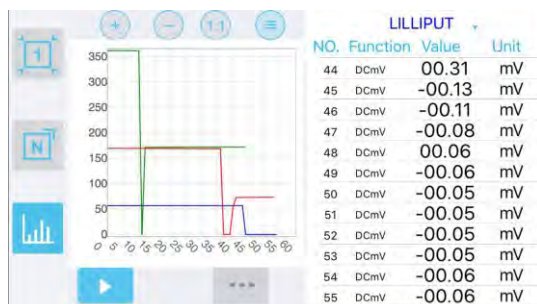 + − 1:1
1
N
350
300
250
200
150
100
50
0
0 5 10 15 20 25 30 35 40 45 50 55 60
LILLIPUT
NO. Function Value Unit
44 DCmV 00.31 mV
45 DCmV -00.13 mV
46 DCmV -00.11 mV
47 DCmV -00.08 mV
48 DCmV 00.06 mV
49 DCmV -00.06 mV
50 DCmV -00.05 mV
51 DCmV -00.05 mV
52 DCmV -00.05 mV
53 DCmV -00.05 mV
54 DCmV -00.06 mV
55 DCmV -00.06 mV